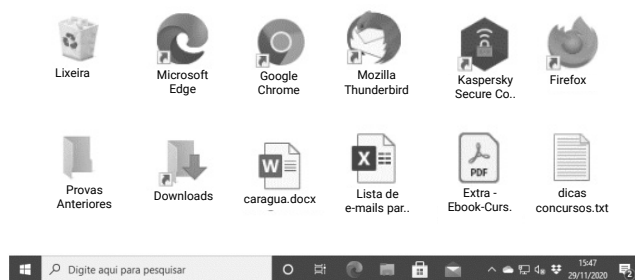 Lixeira
Microsoft
Edge
Google
Chrome
Mozilla
Thunderbird
Kaspersky
Secure Co..
Firefox
Provas
Anteriores
Downloads
W
caragua.docx
X
Lista de
e-mails par..
PDF
Extra -
Ebook-Curs.
dicas
concursos.txt
Digite aqui para pesquisar
15:47
29/11/2020
2